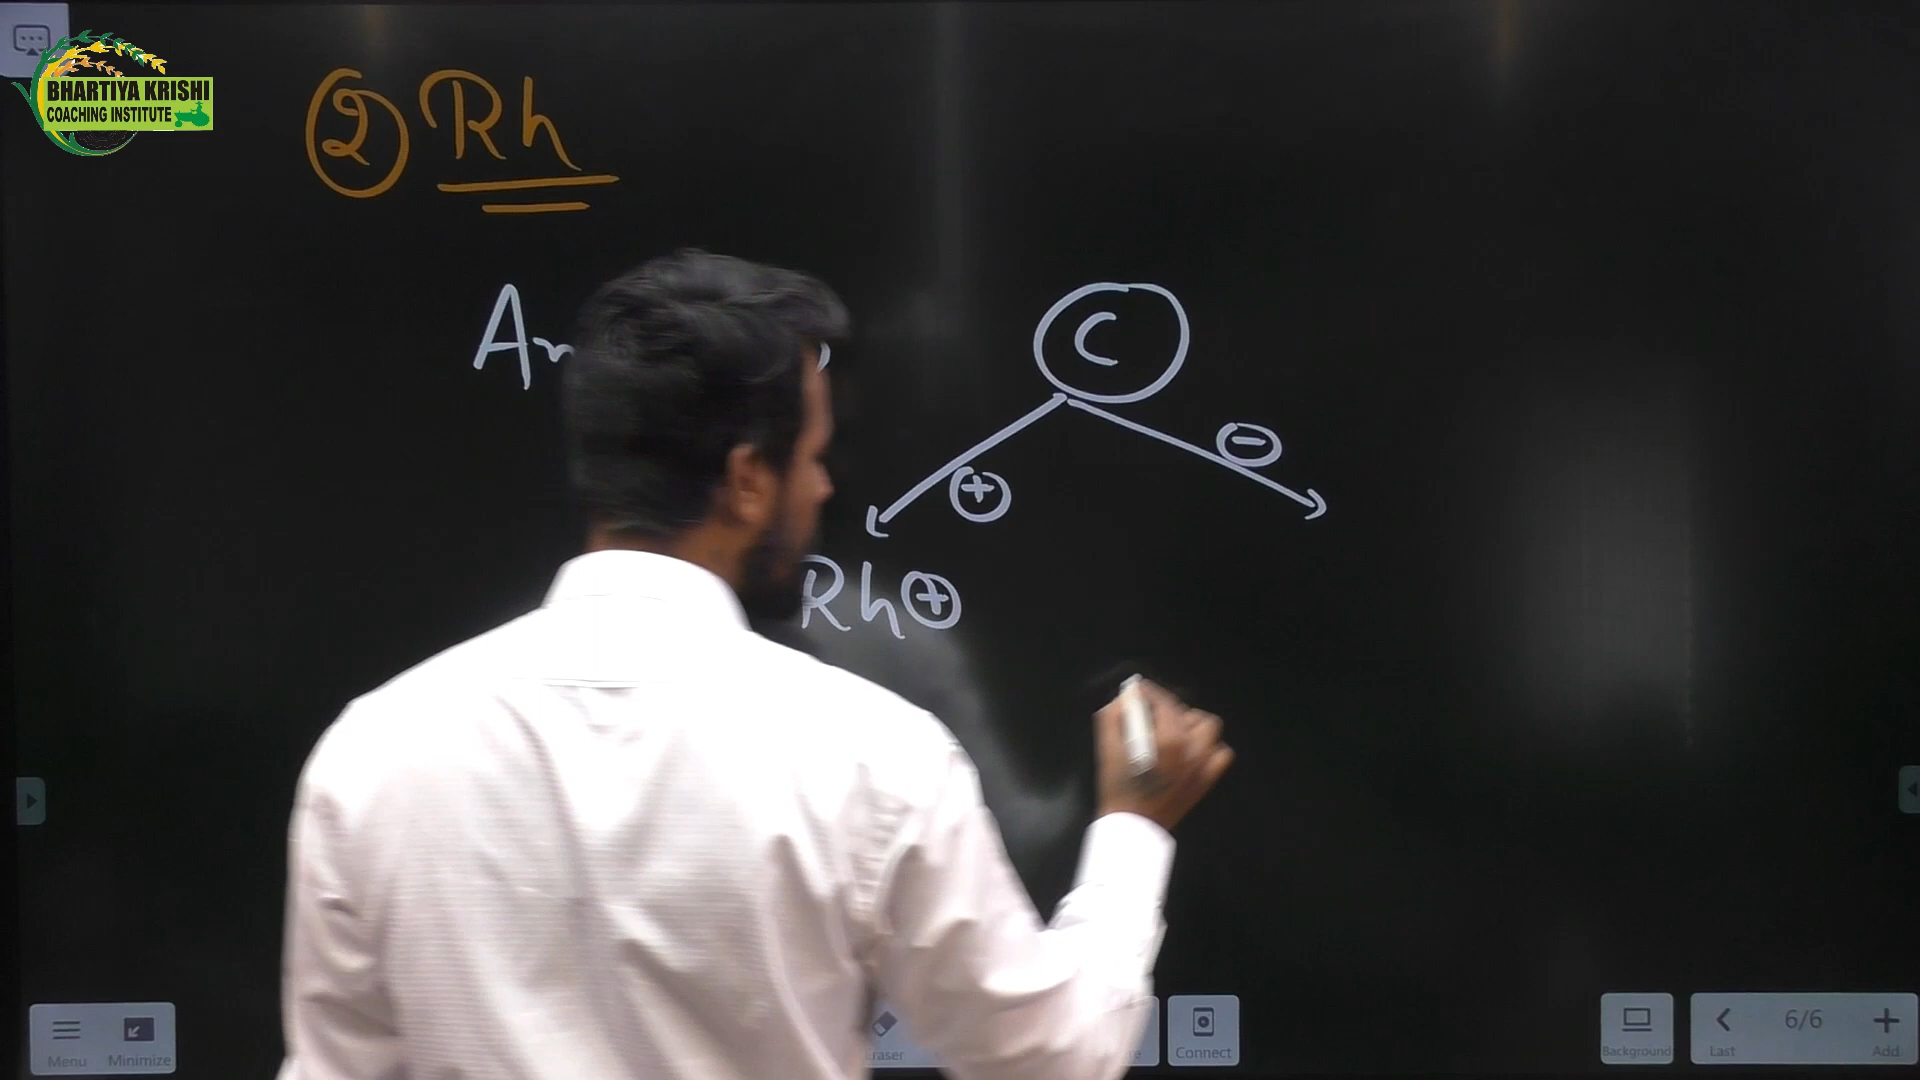 BHARTIYA KRISHI
COACHING INSTITUTE
② Rh
C
+
-
Rh⊕
Menu
Minimize
Connect
Background
Last
6/6
Add